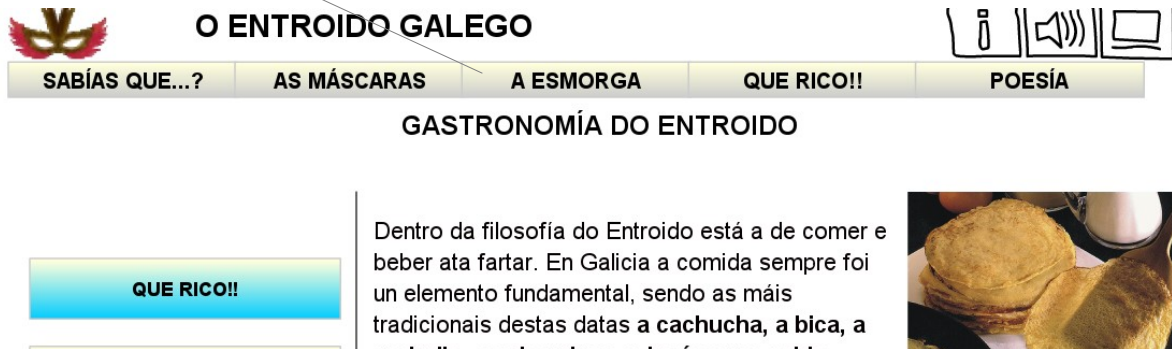 O ENTROIDO GALEGO
SABÍAS QUE...? AS MÁSCARAS A ESMORGA QUE RICO!! POESÍA
GASTRONOMÍA DO ENTROIDO
QUE RICO!!
Dentro da filosofía do Entroido está a de comer e
beber ata fartar. En Galicia a comida sempre foi
un elemento fundamental, sendo as máis
tradicionais destas datas a cachucha, a bica, a